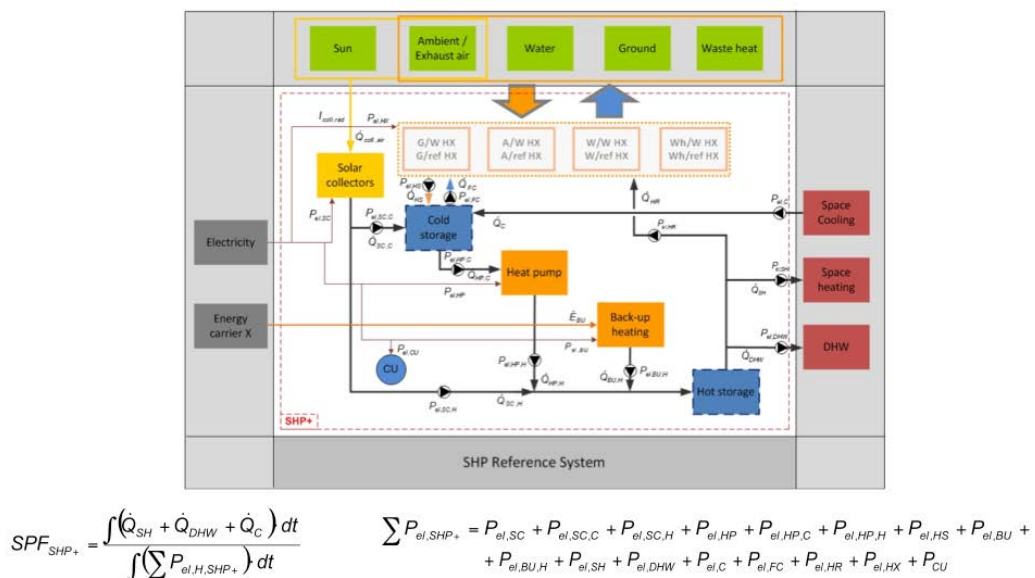 Sun
Ambient /
Exhaust air
Water
Ground
Waste heat
I coll,rad
P el,HX
Q̇ coll,air
G/W HX
G/ref HX
A/W HX
A/ref HX
W/W HX
W/ref HX
Wh/W HX
Wh/ref HX
Solar
collectors
P el,HS
Q̇ HS
Q̇ FC
P el,FC
Q̇ HR
P el,SC
P el,SC,C
Q̇ SC,C
Cold
storage
Q̇ C
P el,HR
P el,C
Space
Cooling
Electricity
P el,HP,C
Q̇ HP,C
Heat pump
P el,HP
P el,SH
Q̇ SH
Space
heating
Energy
carrier X
Ė BU
Back-up
heating
P el,BU
P el,CU
CU
P el,HP,H
Q̇ HP,H
Q̇ BU,H
P el,BU,H
P el,DHW
Q̇ DHW
DHW
P el,SC,H
Q̇ SC,H
Hot storage
SHP+
SHP Reference System
SPF SHP+ = ∫(Q̇ SH + Q̇ DHW + Q̇ C)· dt
∫(∑ P el,H,SHP+)· dt
∑ P el,SHP+ = P el,SC + P el,SC,C + P el,SC,H + P el,HP + P el,HP,C + P el,HP,H + P el,HS + P el,BU +
+ P el,BU,H + P el,SH + P el,DHW + P el,C + P el,FC + P el,HR + P el,HX + P CU